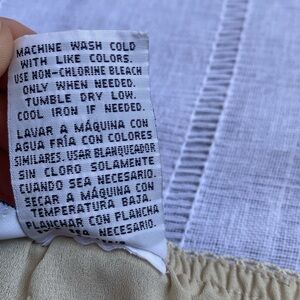 MACHINE WASH COLD
WITH LIKE COLORS.
USE NON-CHLORINE BLEACH
ONLY WHEN NEEDED.
TUMBLE DRY LOW.
COOL IRON IF NEEDED.
LAVAR A MÁQUINA CON
AGUA FRÍA CON COLORES
SIMILARES. USAR BLANQUEADOR
SIN CLORO SOLAMENTE
CUANDO SEA NECESARIO.
SECAR A MÁQUINA CON
TEMPERATURA BAJA.
PLANCHAR CON PLANCHA
SEA NECESARIO.